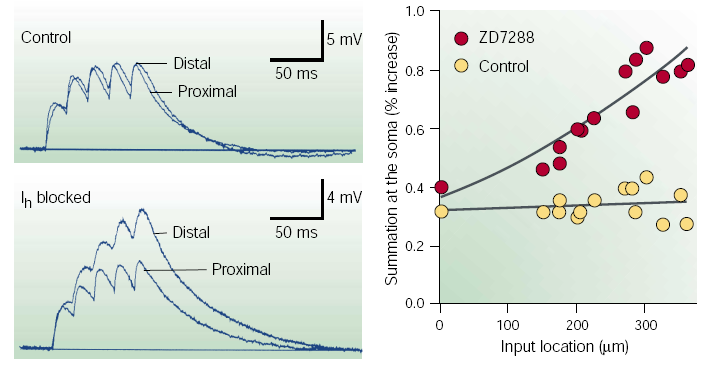 Control
5 mV
50 ms
Distal
Proximal
I_h blocked
4 mV
50 ms
Distal
Proximal
Summation at the soma (% increase)
1.0
0.8
0.6
0.4
0.2
0.0
ZD7288
Control
0 100 200 300
Input location (μm)